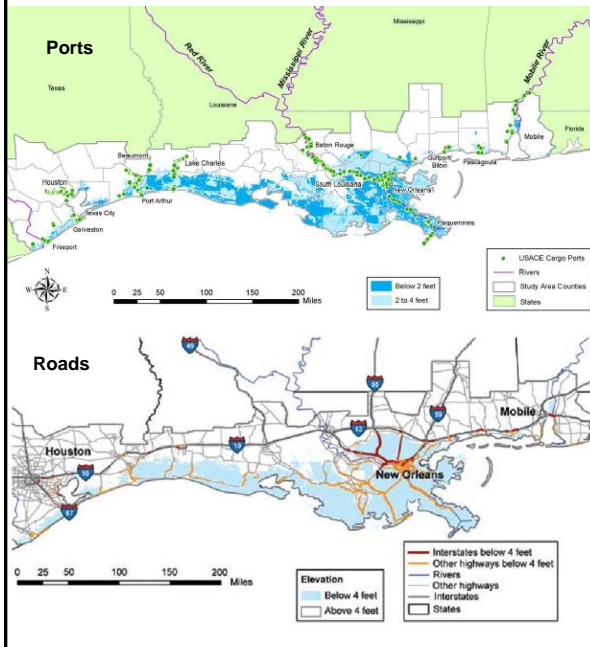 Ports
Mississippi
Red River
Mississippi River
Mobile River
Texas
Louisiana
Baton Rouge
Mobile
Florida
Beaumont
Lake Charles
Gulfport/
Biloxi
Pascagoula
Houston
South Louisiana
New Orleans
Texas City
Port Arthur
Galveston
Plaquemines
Freeport
USACE Cargo Ports
Rivers
Study Area Counties
States
N
W
E
S
0 25 50 100 150 200
Miles
Below 2 feet
2 to 4 feet
Roads
49
55
12
59
Mobile
Houston
10
10
New Orleans
Interstates below 4 feet
Other highways below 4 feet
Rivers
Other highways
Interstates
States
0 25 50 100 150 200
Miles
Elevation
Below 4 feet
Above 4 feet